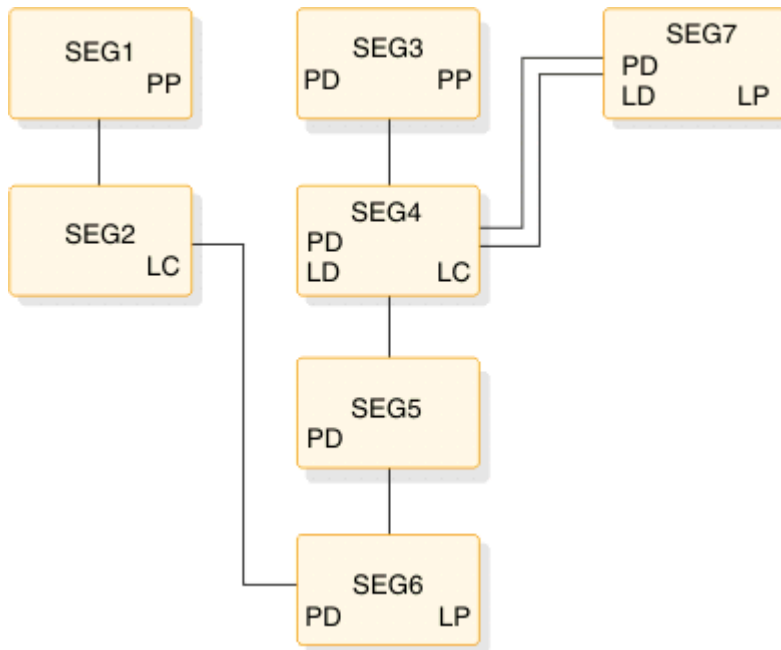 SEG1
PP
SEG3
PD PP
SEG7
PD
LD LP
SEG2
LC
SEG4
PD
LD LC
SEG5
PD
SEG6
PD LP